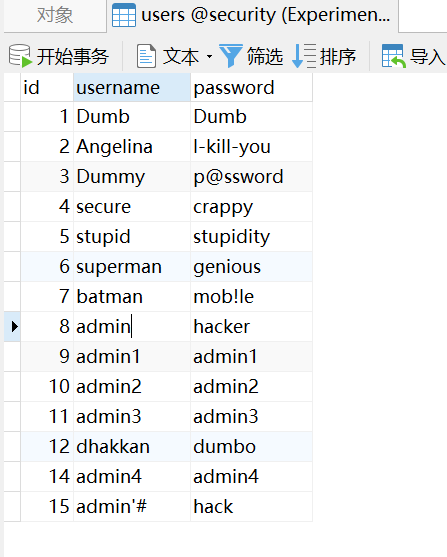 对象 users @security (Experimen...
开始事务 文本 筛选 排序 导入
id username password
1 Dumb Dumb
2 Angelina I-kill-you
3 Dummy p@ssword
4 secure crappy
5 stupid stupidity
6 superman genious
7 batman mob!le
8 admin hacker
9 admin1 admin1
10 admin2 admin2
11 admin3 admin3
12 dhakkan dumbo
14 admin4 admin4
15 admin'# hack